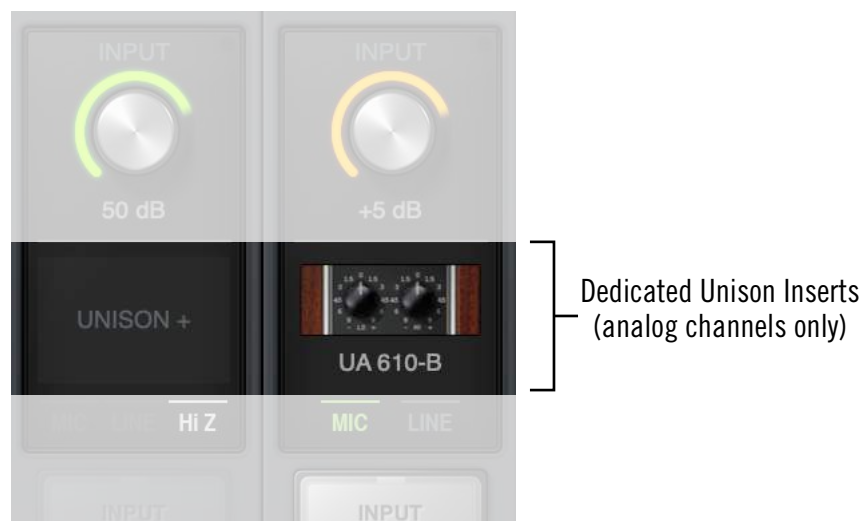 INPUT INPUT
50 dB +5 dB
UNISON +
UA 610-B
Dedicated Unison Inserts
(analog channels only)
MIC LINE Hi Z MIC LINE
INPUT INPUT